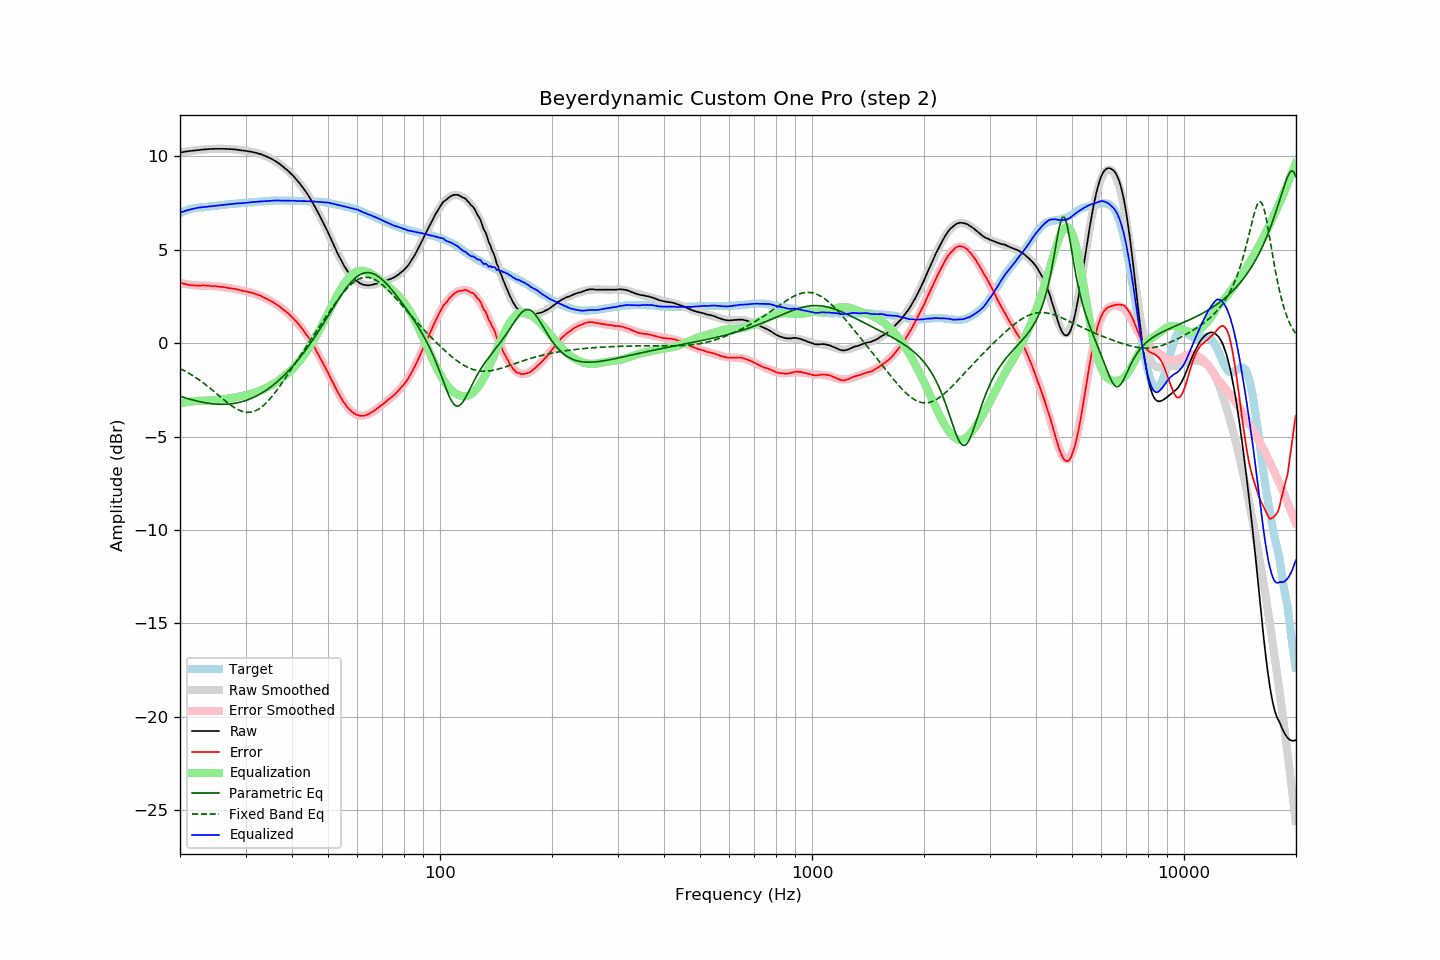 Beyerdynamic Custom One Pro (step 2)
10
5
0
−5
−10
−15
−20
−25
Amplitude (dBr)
Target
Raw Smoothed
Error Smoothed
Raw
Error
Equalization
Parametric Eq
Fixed Band Eq
Equalized
100
1000
10000
Frequency (Hz)